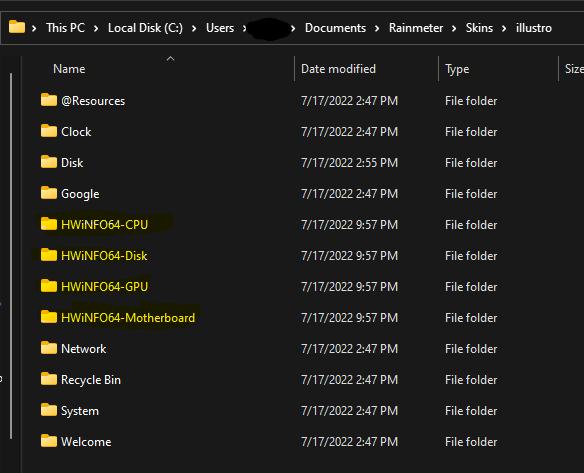 This PC > Local Disk (C:) > Users > > Documents > Rainmeter > Skins > illustro
Name Date modified Type Size
@Resources 7/17/2022 2:47 PM File folder
Clock 7/17/2022 2:47 PM File folder
Disk 7/17/2022 2:55 PM File folder
Google 7/17/2022 2:47 PM File folder
HWiNFO64-CPU 7/17/2022 9:57 PM File folder
HWiNFO64-Disk 7/17/2022 9:57 PM File folder
HWiNFO64-GPU 7/17/2022 9:57 PM File folder
HWiNFO64-Motherboard 7/17/2022 9:57 PM File folder
Network 7/17/2022 2:47 PM File folder
Recycle Bin 7/17/2022 2:47 PM File folder
System 7/17/2022 2:47 PM File folder
Welcome 7/17/2022 2:47 PM File folder